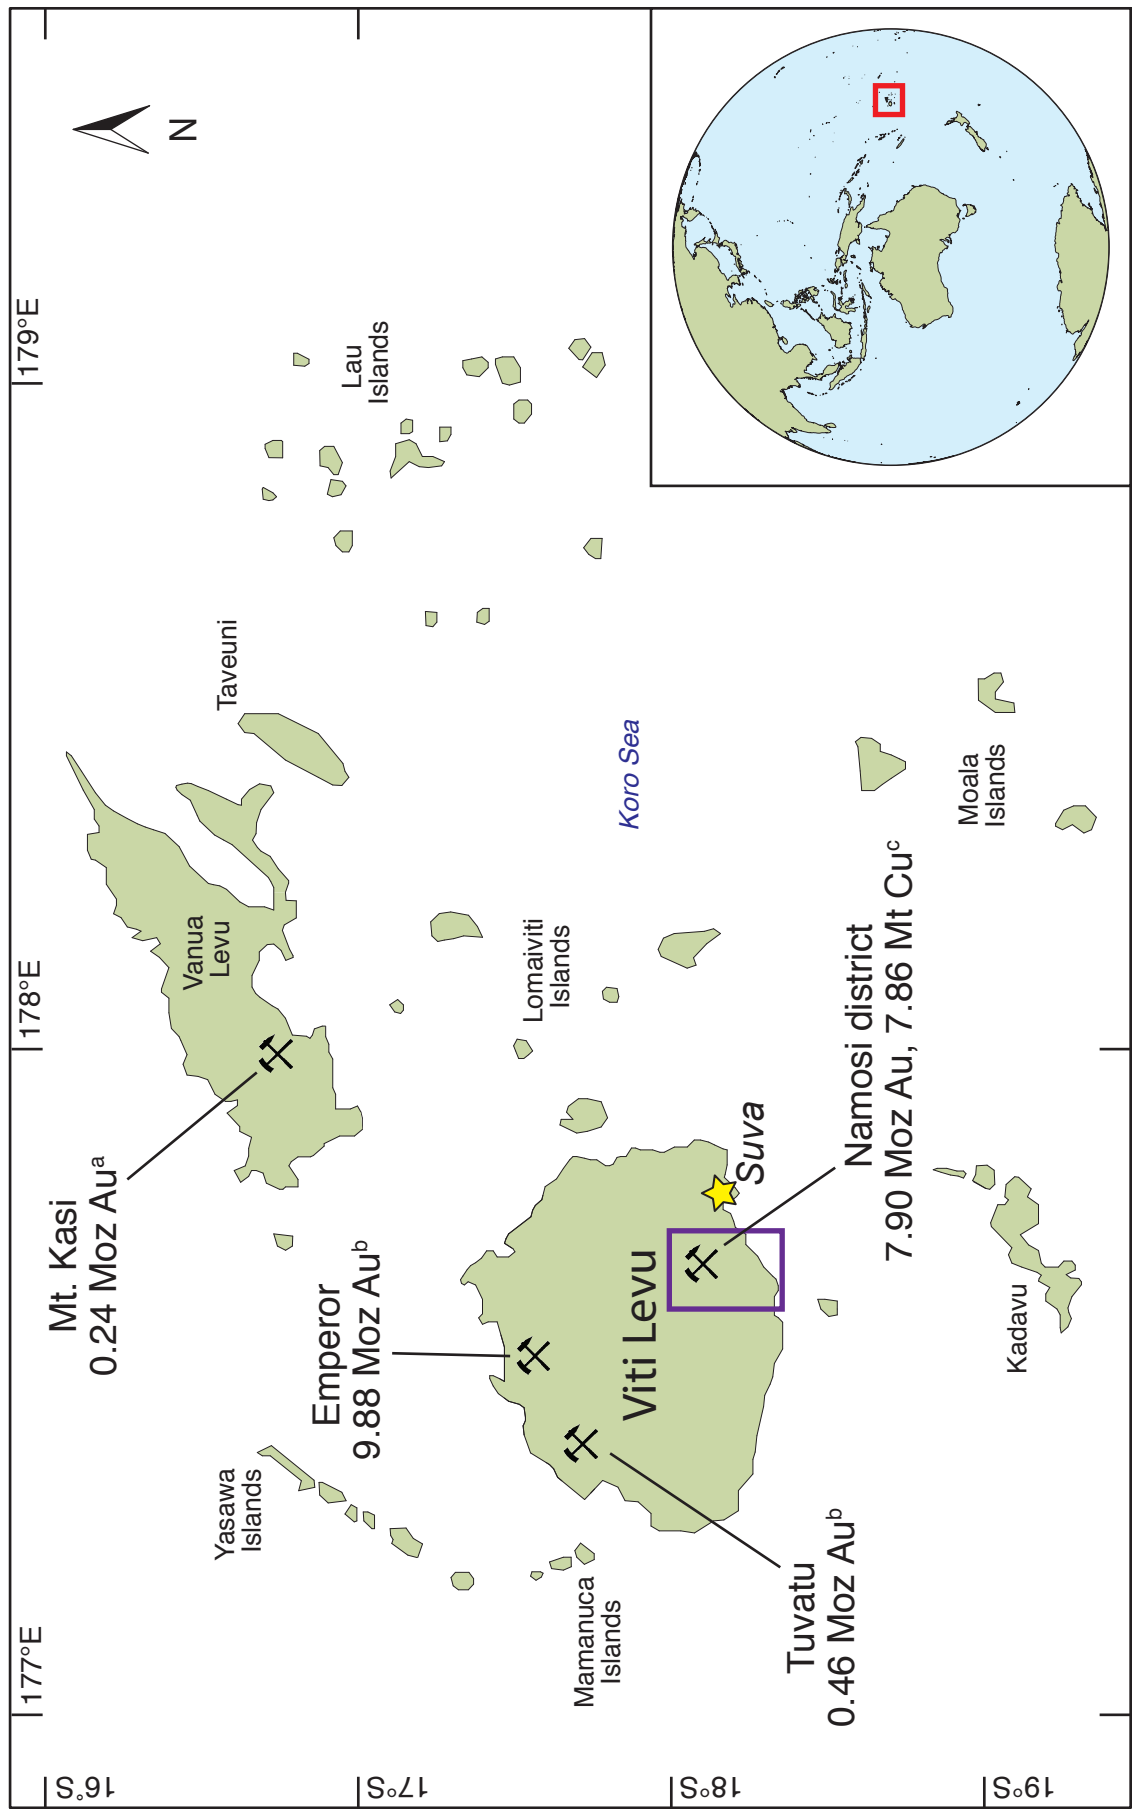 177°E
178°E
179°E
16°S
17°S
18°S
19°S
N
Mt. Kasi
0.24 Moz Auᵃ
Vanua
Levu
Taveuni
Yasawa
Islands
Emperor
9.88 Moz Auᵇ
Lau
Islands
Mamanuca
Islands
Viti Levu
Lomaiviti
Islands
Koro Sea
Suva
Tuvatu
0.46 Moz Auᵇ
Namosi district
7.90 Moz Au, 7.86 Mt Cuᶜ
Moala
Islands
Kadavu